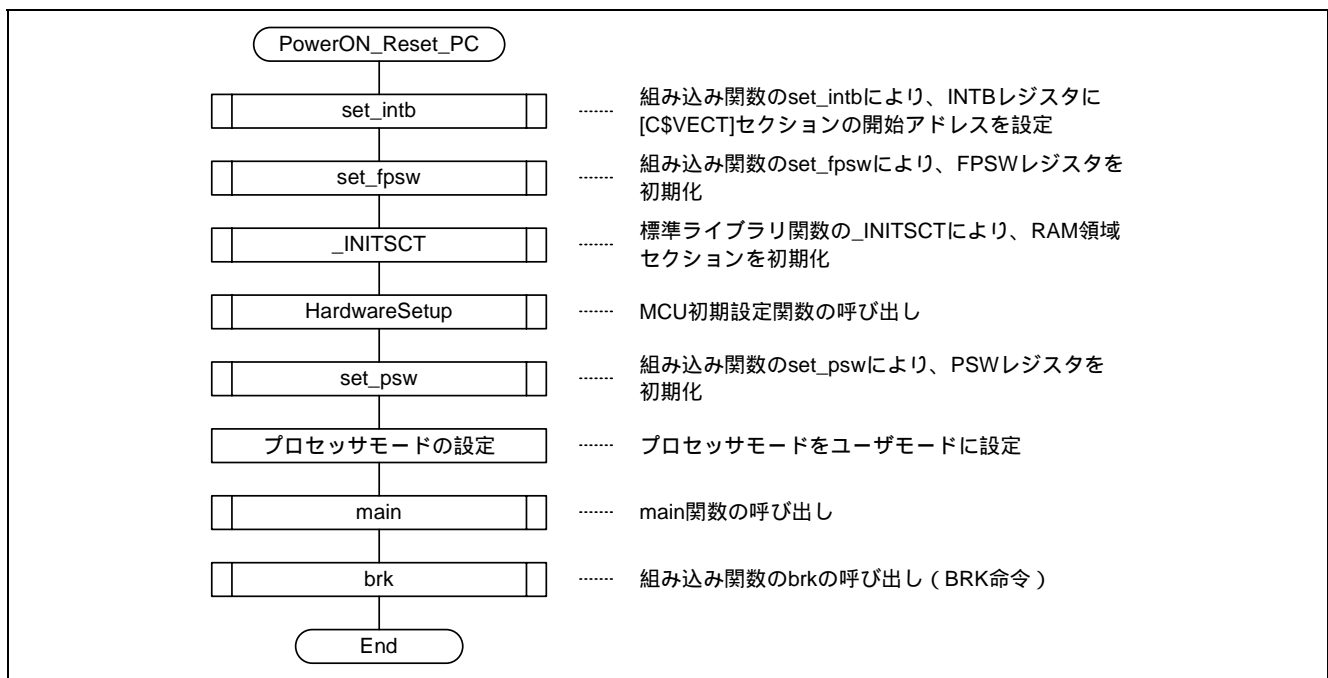 PowerON_Reset_PC
set_intb
組み込み関数のset_intbにより、INTBレジスタに
[C$VECT]セクションの開始アドレスを設定
set_fpsw
組み込み関数のset_fpswにより、FPSWレジスタを
初期化
_INITSCT
標準ライブラリ関数の_INITSCTにより、RAM領域
セクションを初期化
HardwareSetup
MCU初期設定関数の呼び出し
set_psw
組み込み関数のset_pswにより、PSWレジスタを
初期化
プロセッサモードの設定
プロセッサモードをユーザモードに設定
main
main関数の呼び出し
brk
組み込み関数のbrkの呼び出し（BRK命令）
End